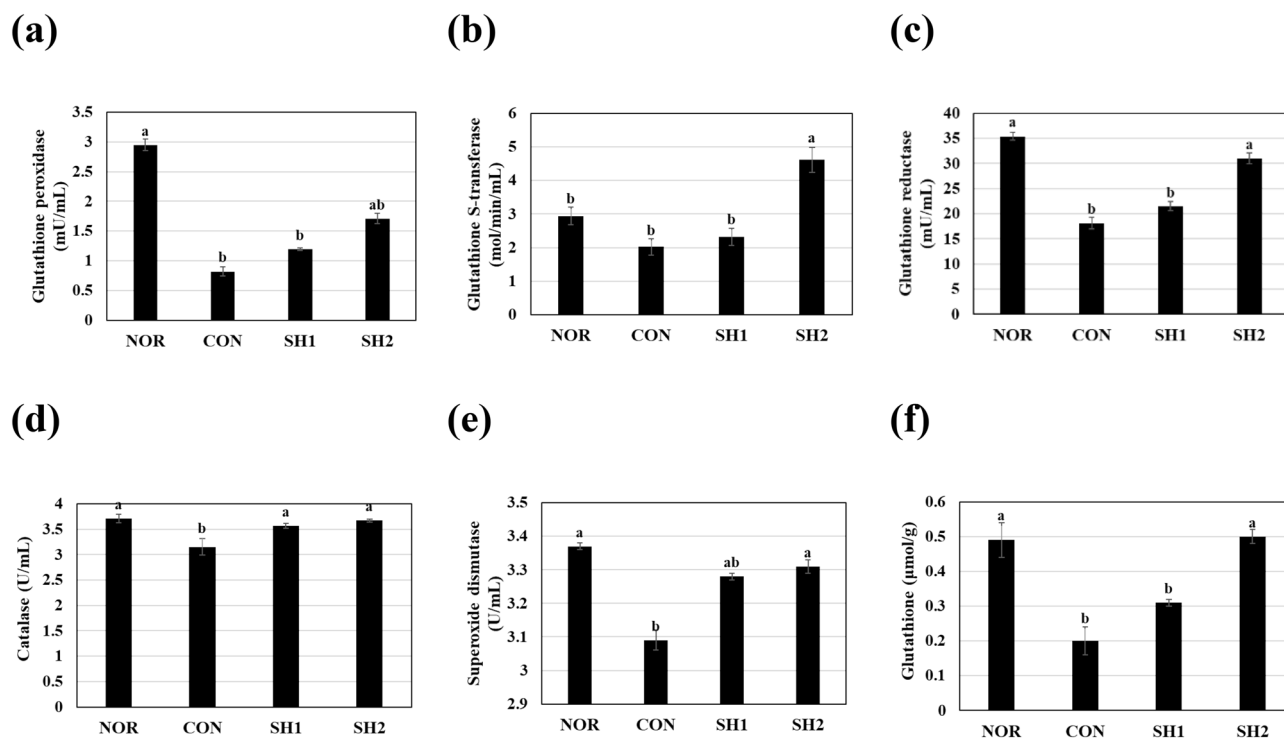 (a)
Glutathione peroxidase
(mU/mL)
3.5
3
2.5
2
1.5
1
0.5
0
a
b
b
ab
NOR CON SH1 SH2
(b)
Glutathione S-transferase
(mol/min/mL)
6
5
4
3
2
1
0
b
b
b
a
NOR CON SH1 SH2
(c)
Glutathione reductase
(mU/mL)
40
35
30
25
20
15
10
5
0
a
b
b
a
NOR CON SH1 SH2
(d)
Catalase (U/mL)
4
3.5
3
2.5
2
1.5
1
0.5
0
a
b
a
a
NOR CON SH1 SH2
(e)
Superoxide dismutase
(U/mL)
3.5
3.4
3.3
3.2
3.1
3
2.9
a
b
ab
a
NOR CON SH1 SH2
(f)
Glutathione (μmol/g)
0.6
0.5
0.4
0.3
0.2
0.1
0
a
b
b
a
NOR CON SH1 SH2